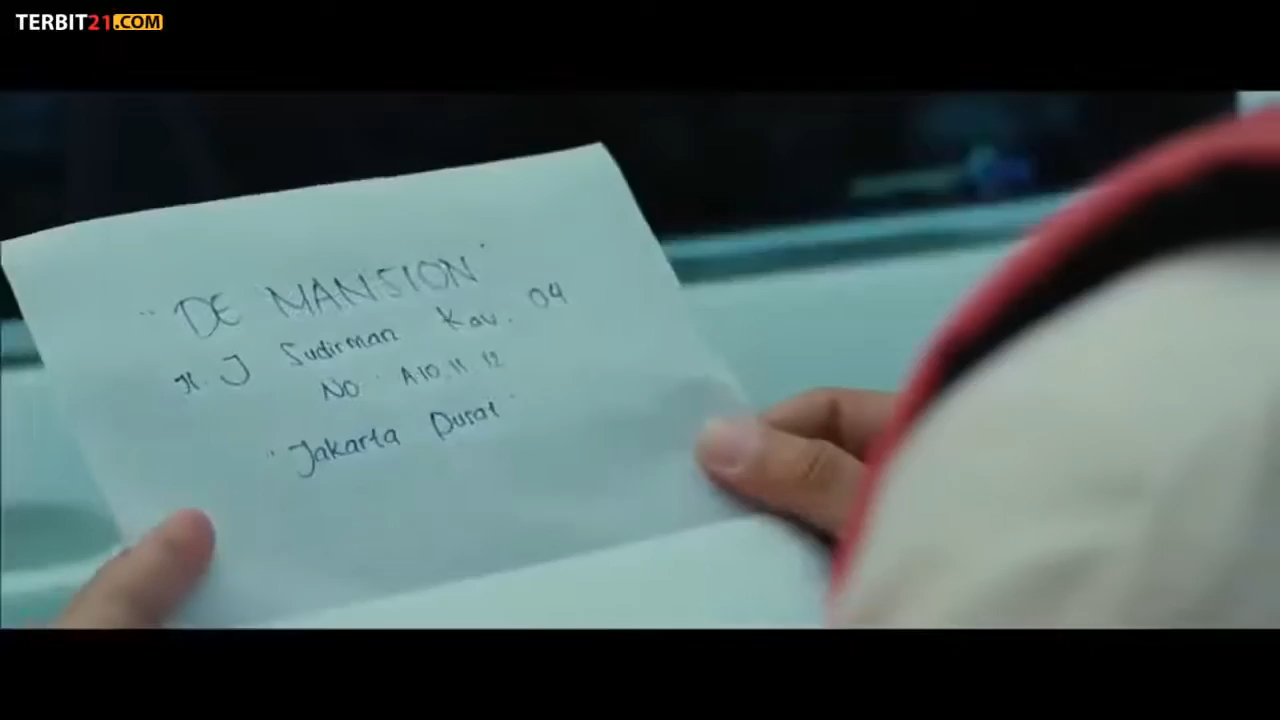 TERBIT21.COM
"DE MANSION"
Jl. J Sudirman Kav. 04
No. A10.11.12
"Jakarta Pusat"